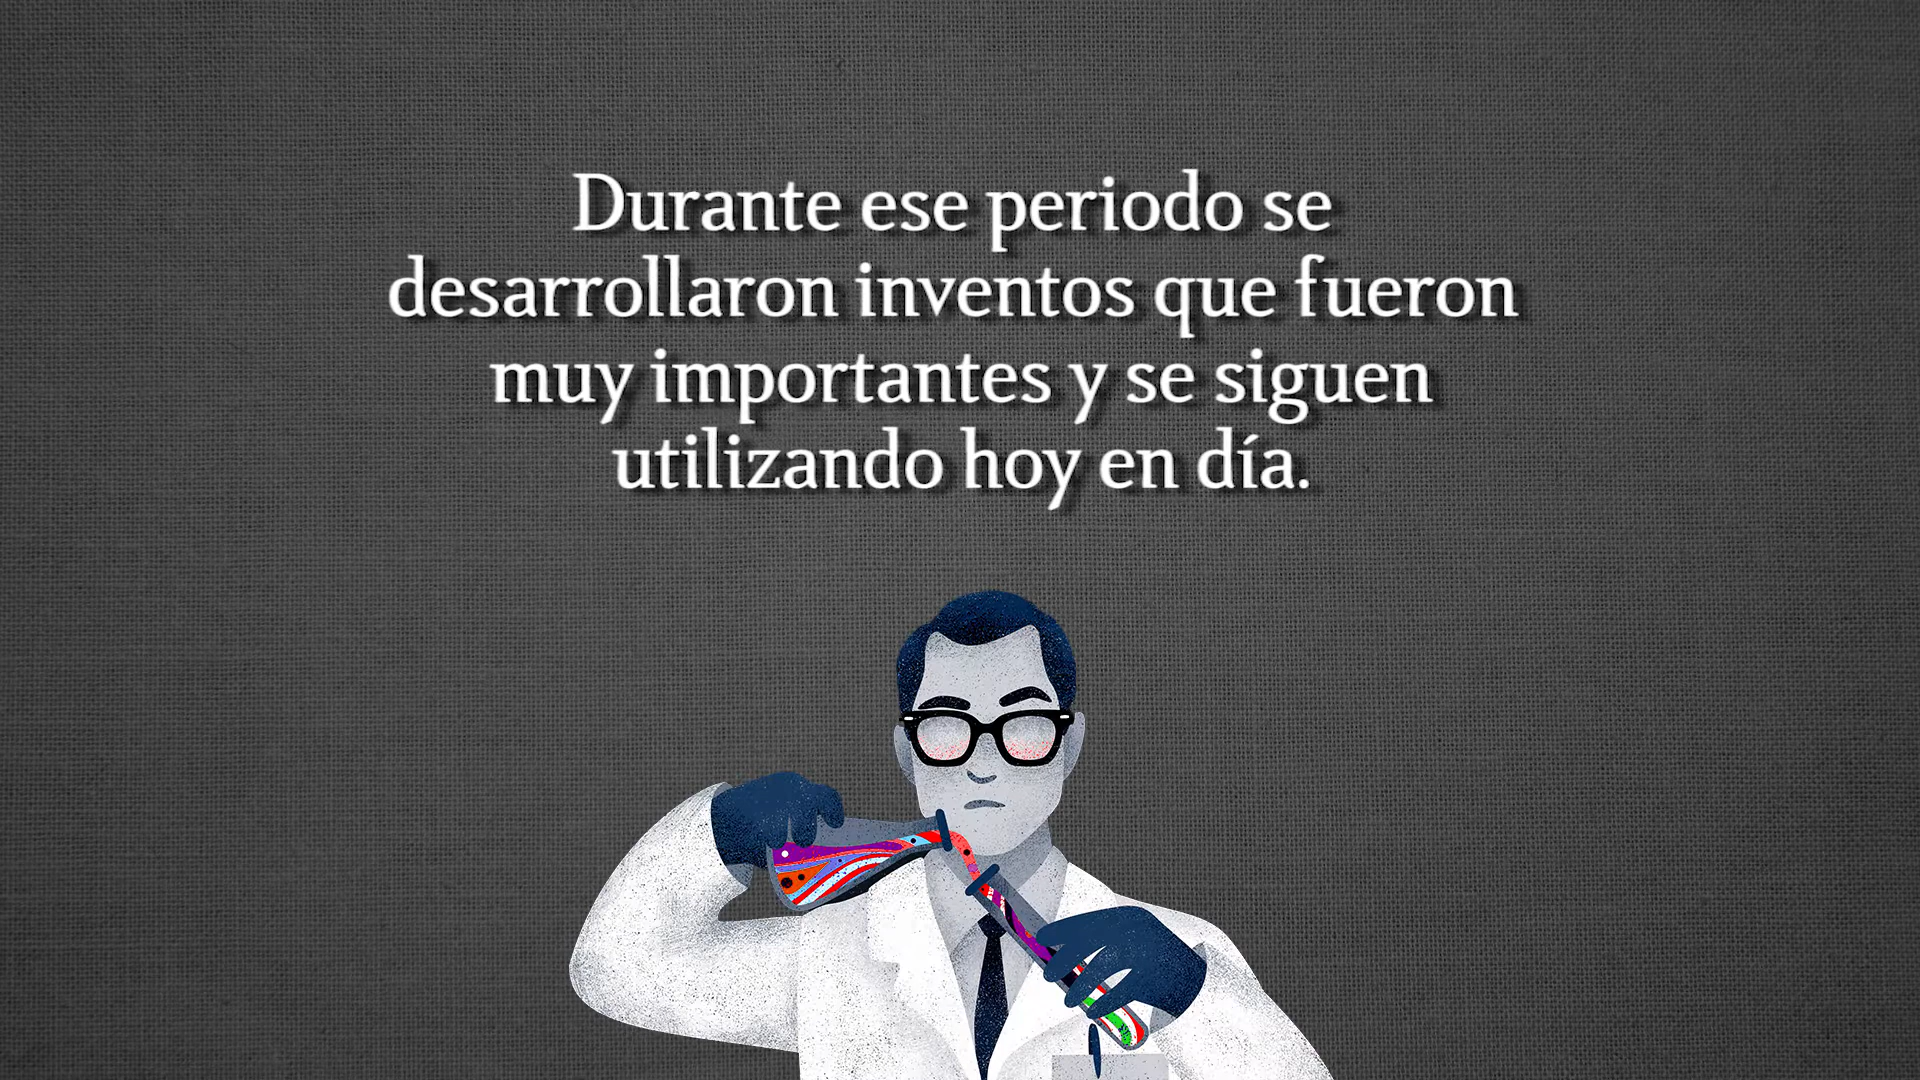 Durante ese periodo se
desarrollaron inventos que fueron
muy importantes y se siguen
utilizando hoy en día.